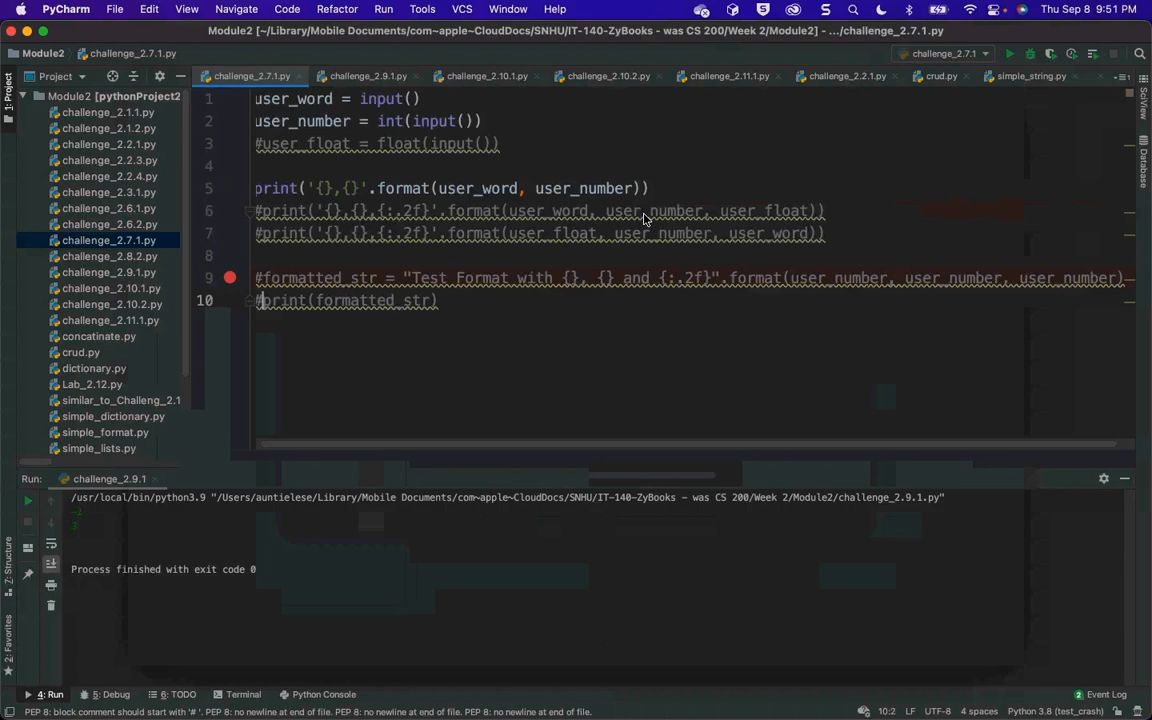 PyCharm File Edit View Navigate Code Refactor Run Tools VCS Window Help Thu Sep 8 9:51 PM
Module2 [~/Library/Mobile Documents/com~apple~CloudDocs/SNHU/IT-140-ZyBooks - was CS 200/Week 2/Module2] - .../challenge_2.7.1.py
Module2 challenge_2.7.1.py challenge_2.7.1
Project challenge_2.7.1.py challenge_2.9.1.py challenge_2.10.1.py challenge_2.10.2.py challenge_2.11.1.py challenge_2.2.1.py crud.py simple_string.py
1: Project
SciView
Database
Z: Structure
2: Favorites
Module2 [pythonProject2
challenge_2.1.1.py
challenge_2.1.2.py
challenge_2.2.1.py
challenge_2.2.3.py
challenge_2.2.4.py
challenge_2.3.1.py
challenge_2.6.1.py
challenge_2.6.2.py
challenge_2.7.1.py
challenge_2.8.2.py
challenge_2.9.1.py
challenge_2.10.1.py
challenge_2.10.2.py
challenge_2.11.1.py
concatinate.py
crud.py
dictionary.py
Lab_2.12.py
similar_to_Challeng_2.1
simple_dictionary.py
simple_format.py
simple_lists.py
1 user_word = input()
2 user_number = int(input())
3 #user_float = float(input())
4
5 print('{},{}'.format(user_word, user_number))
6 #print('{},{},{:.2f}'.format(user_word, user_number, user_float))
7 #print('{},{},{:.2f}'.format(user_float, user_number, user_word))
8
9 #formatted_str = "Test Format with {}, {} and {:.2f}".format(user_number, user_number, user_number)
10 #print(formatted_str)
Run: challenge_2.9.1
/usr/local/bin/python3.9 "/Users/auntielese/Library/Mobile Documents/com~apple~CloudDocs/SNHU/IT-140-ZyBooks - was CS 200/Week 2/Module2/challenge_2.9.1.py"
-2
3
Process finished with exit code 0
4: Run 5: Debug 6: TODO Terminal Python Console 2 Event Log
PEP 8: block comment should start with '# '. PEP 8: no newline at end of file. PEP 8: no newline at end of file. PEP 8: no newline at end of file. 10:2 LF UTF-8 4 spaces Python 3.8 (test_crash)